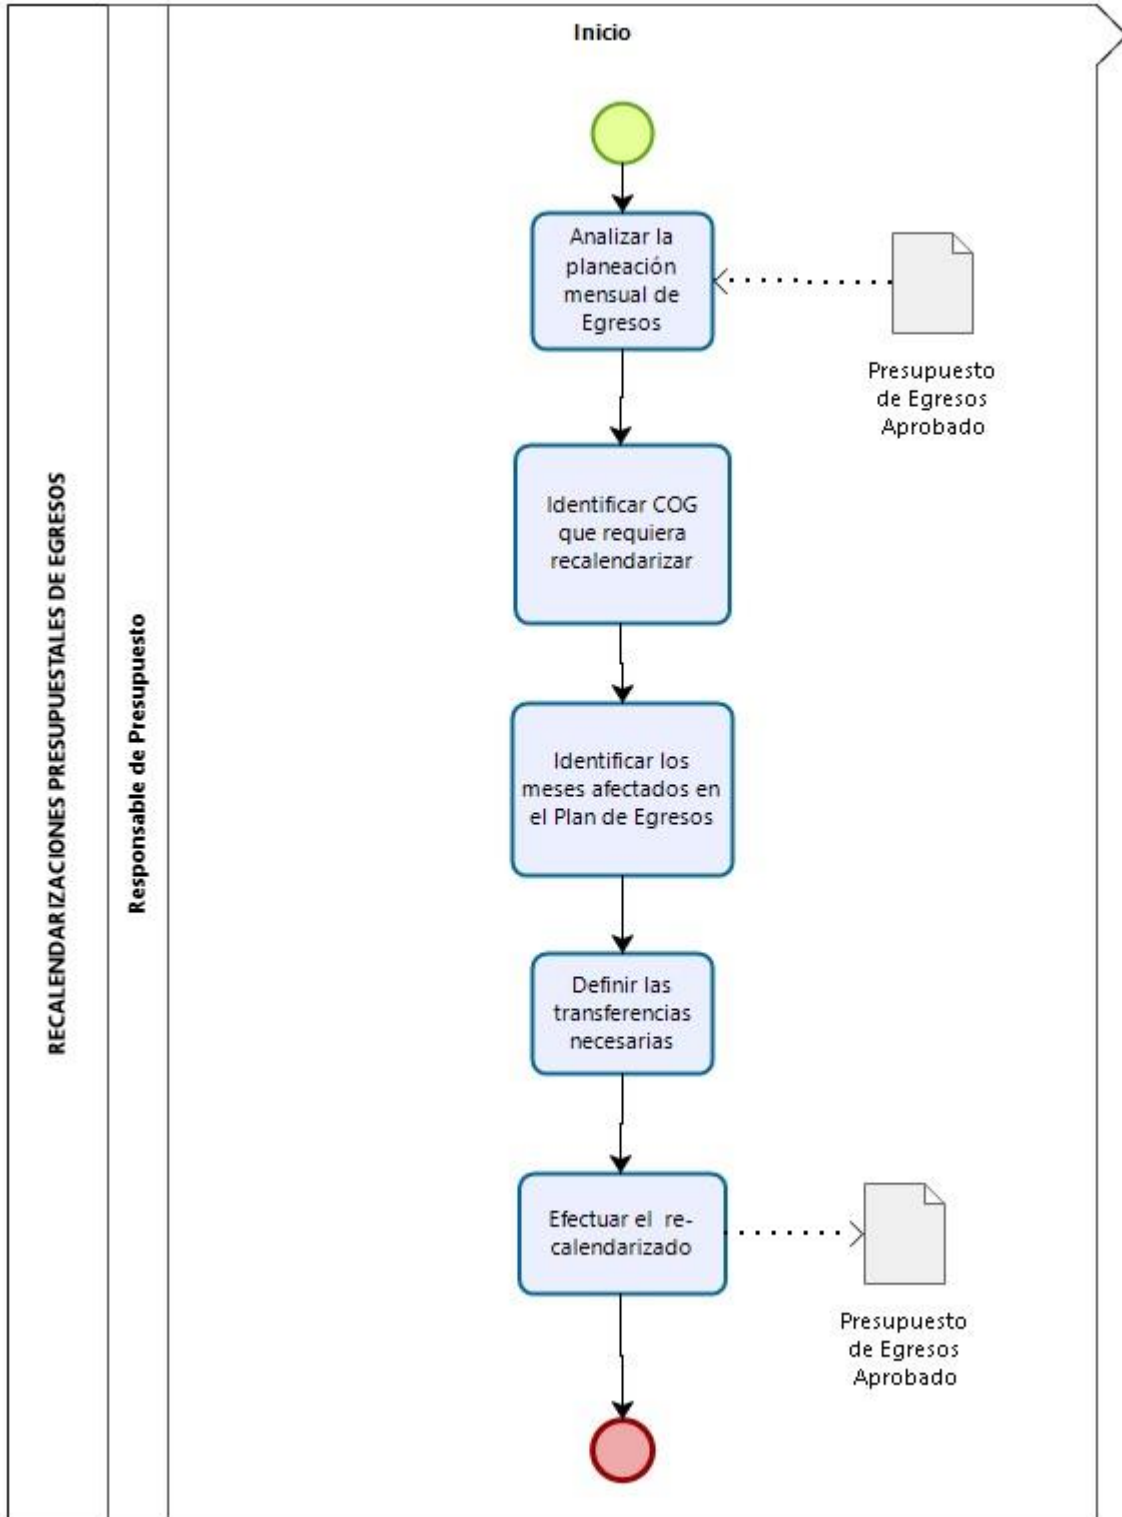 RECALENDARIZACIONES PRESUPUESTALES DE EGRESOS
Responsable de Presupuesto
Inicio
Analizar la
planeación
mensual de
Egresos
Presupuesto
de Egresos
Aprobado
Identificar COG
que requiera
recalendarizar
Identificar los
meses afectados en
el Plan de Egresos
Definir las
transferencias
necesarias
Efectuar el re-
calendarizado
Presupuesto
de Egresos
Aprobado